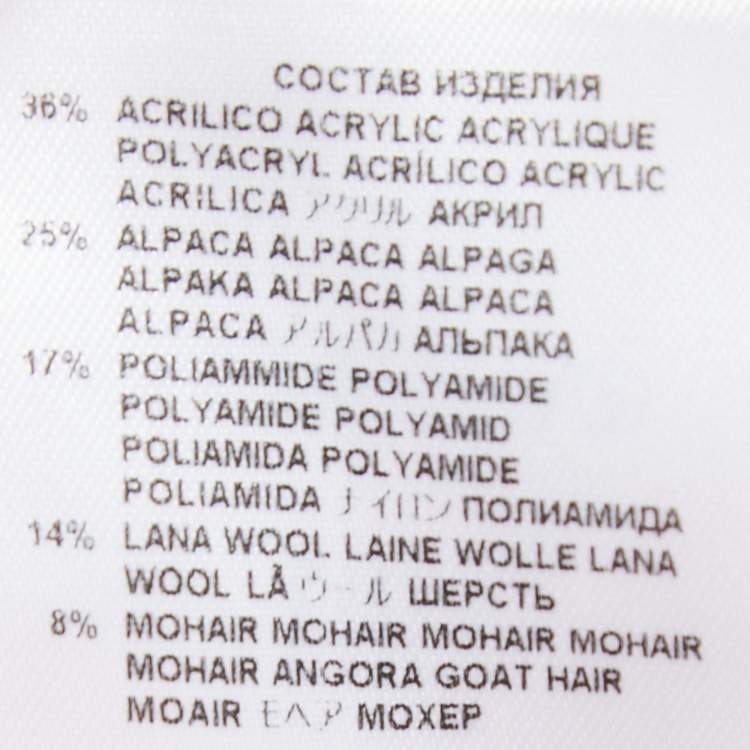 СОСТАВ ИЗДЕЛИЯ
36% ACRILICO ACRYLIC ACRYLIQUE
POLYACRYL ACRÍLICO ACRYLIC
ACRILICA アクリル АКРИЛ
25% ALPACA ALPACA ALPAGA
ALPAKA ALPACA ALPACA
ALPACA アルパカ АЛЬПАКА
17% POLIAMMIDE POLYAMIDE
POLYAMIDE POLYAMID
POLIAMIDA POLYAMIDE
POLIAMIDA ナイロン ПОЛИАМИДА
14% LANA WOOL LAINE WOLLE LANA
WOOL LÃ ウール ШЕРСТЬ
8% MOHAIR MOHAIR MOHAIR MOHAIR
MOHAIR ANGORA GOAT HAIR
MOAIR モヘア МОХЕР